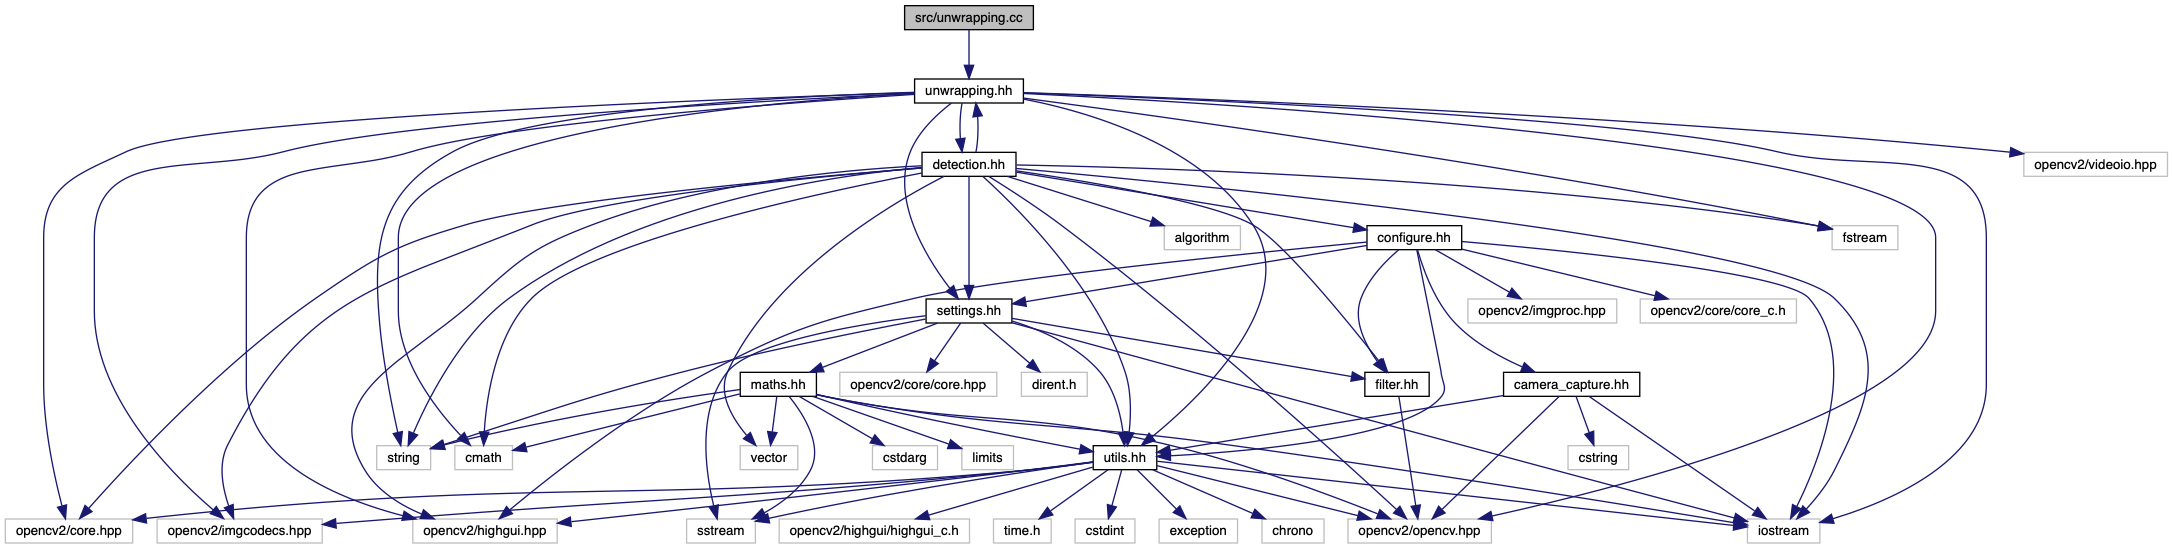 src/unwrapping.cc
unwrapping.hh
detection.hh
opencv2/videoio.hpp
algorithm
configure.hh
fstream
settings.hh
opencv2/imgproc.hpp
opencv2/core/core_c.h
maths.hh
opencv2/core/core.hpp
dirent.h
filter.hh
camera_capture.hh
string
cmath
vector
cstdarg
limits
utils.hh
cstring
opencv2/core.hpp
opencv2/imgcodecs.hpp
opencv2/highgui.hpp
sstream
opencv2/highgui/highgui_c.h
time.h
cstdint
exception
chrono
opencv2/opencv.hpp
iostream